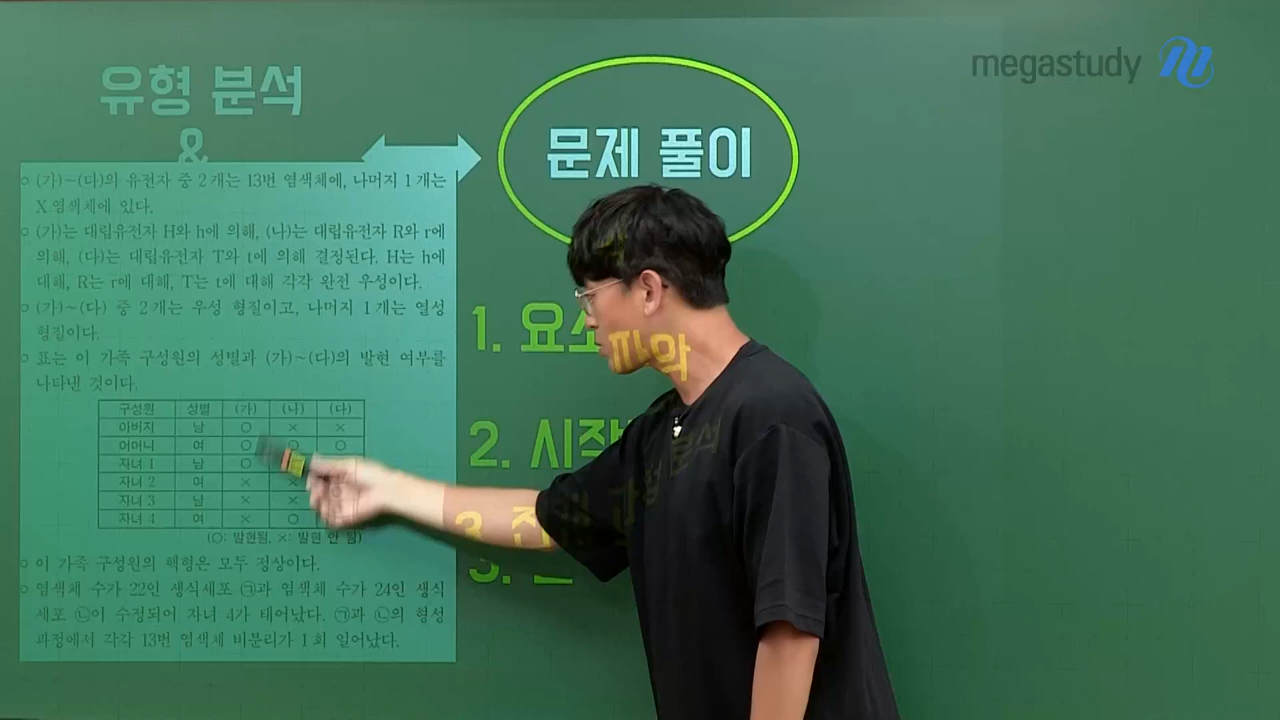 megastudy
유형 분석
&
문제 풀이
○ (가)~(다)의 유전자 중 2개는 13번 염색체에, 나머지 1개는
X 염색체에 있다.
○ (가)는 대립유전자 H와 h에 의해, (나)는 대립유전자 R와 r에
의해, (다)는 대립유전자 T와 t에 의해 결정된다. H는 h에
대해, R는 r에 대해, T는 t에 대해 각각 완전 우성이다.
○ (가)~(다) 중 2개는 우성 형질이고, 나머지 1개는 열성
형질이다.
○ 표는 이 가족 구성원의 성별과 (가)~(다)의 발현 여부를
나타낸 것이다.
구성원 성별 (가) (나) (다)
아버지 남 ○ × ×
어머니 여 ○ ○ ○
자녀 1 남 ○
자녀 2 여 × ×
자녀 3 남 × ×
자녀 4 여 × ○
(○: 발현됨, ×: 발현 안 됨)
○ 이 가족 구성원의 핵형은 모두 정상이다.
○ 염색체 수가 22인 생식세포 ㉠과 염색체 수가 24인 생식
세포 ㉡이 수정되어 자녀 4가 태어났다. ㉠과 ㉡의 형성
과정에서 각각 13번 염색체 비분리가 1회 일어났다.
1. 요소 파악
2. 시작 분석
3.